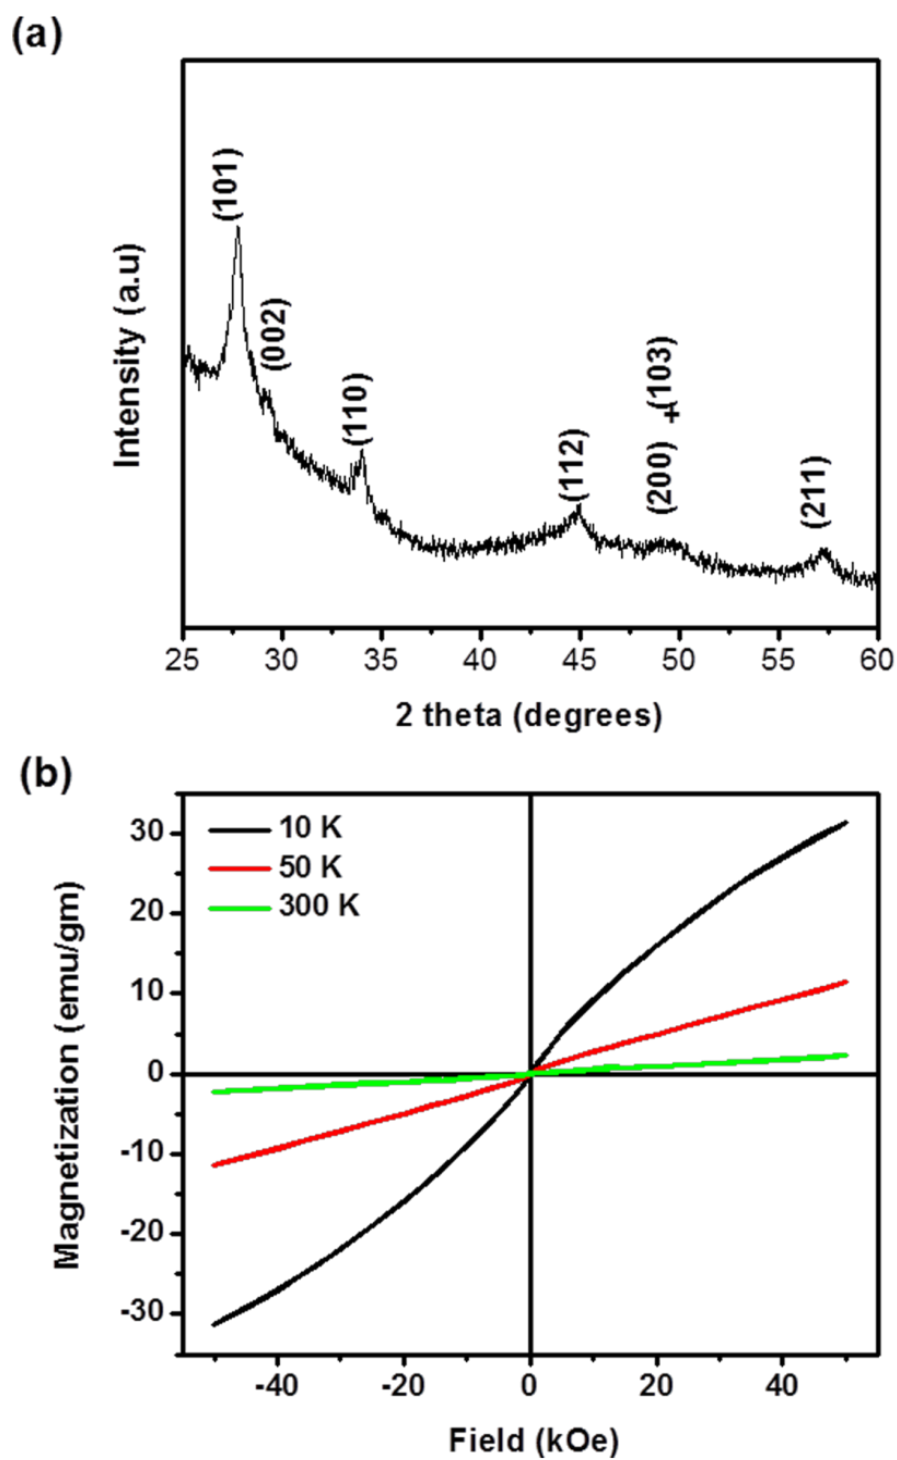 (a)
(101)
(002)
(110)
(112)
(200) +(103)
(211)
Intensity (a.u)
25 30 35 40 45 50 55 60
2 theta (degrees)
(b)
10 K
50 K
300 K
30
20
10
0
-10
-20
-30
Magnetization (emu/gm)
-40 -20 0 20 40
Field (kOe)